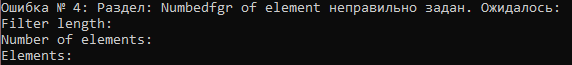 Ошибка № 4: Раздел: Numbedfgr of element неправильно задан. Ожидалось:
Filter length:
Number of elements:
Elements: